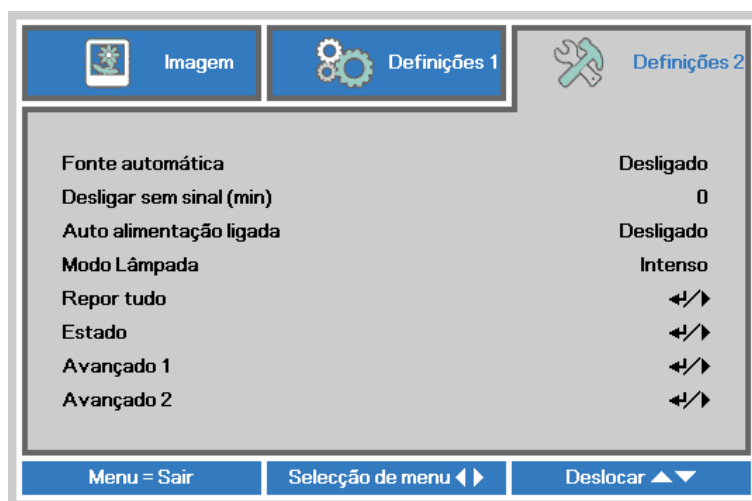 Imagem Definições 1 Definições 2
Fonte automática Desligado
Desligar sem sinal (min) 0
Auto alimentação ligada Desligado
Modo Lâmpada Intenso
Repor tudo
Estado
Avançado 1
Avançado 2
Menu = Sair Selecção de menu Deslocar